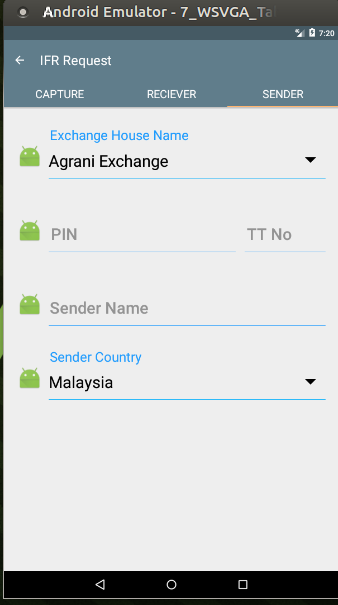 Android Emulator - 7_WSVGA_Ta
7:20
IFR Request
CAPTURE RECIEVER SENDER
Exchange House Name
Agrani Exchange
PIN TT No
Sender Name
Sender Country
Malaysia